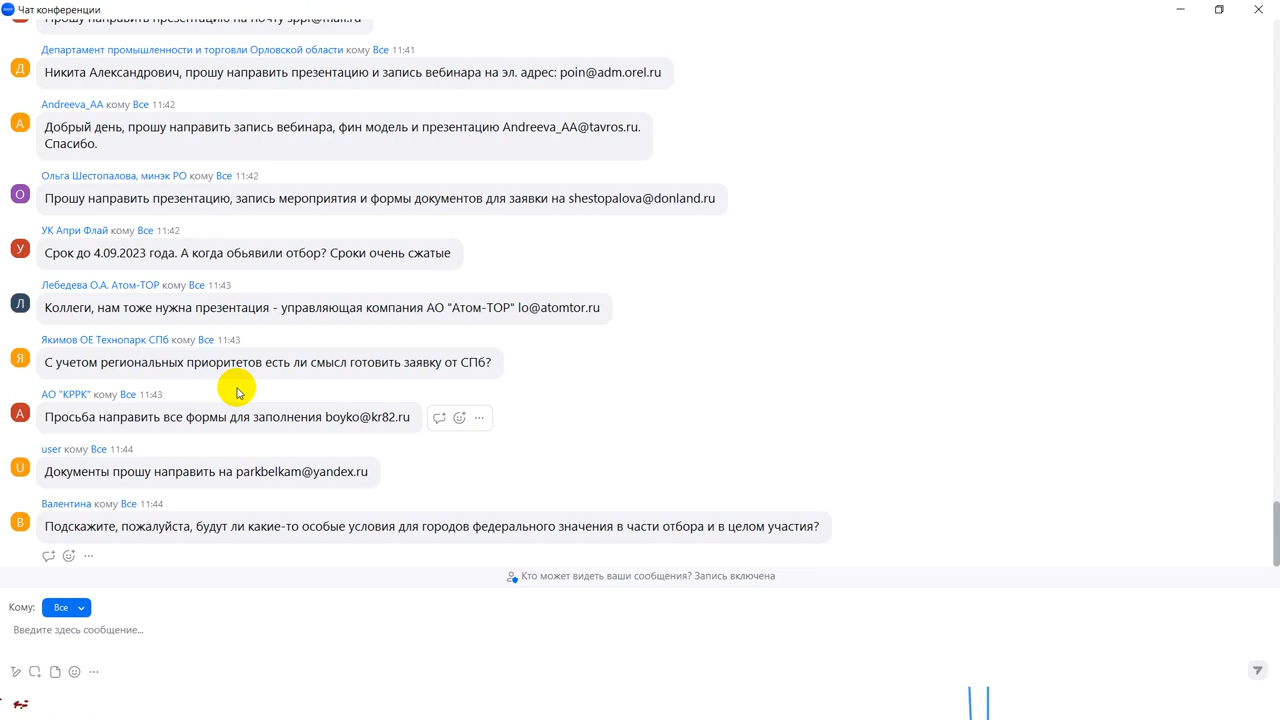 Чат конференции
Прошу направить презентацию на почту sppi@mail.ru
Департамент промышленности и торговли Орловской области кому Все 11:41
Д
Никита Александрович, прошу направить презентацию и запись вебинара на эл. адрес: poin@adm.orel.ru
Andreeva_AA кому Все 11:42
A
Добрый день, прошу направить запись вебинара, фин модель и презентацию Andreeva_AA@tavros.ru.
Спасибо.
Ольга Шестопалова, минэк РО кому Все 11:42
О
Прошу направить презентацию, запись мероприятия и формы документов для заявки на shestopalova@donland.ru
УК Апри Флай кому Все 11:42
У
Срок до 4.09.2023 года. А когда обьявили отбор? Сроки очень сжатые
Лебедева О.А. Атом-ТОР кому Все 11:43
Л
Коллеги, нам тоже нужна презентация - управляющая компания АО "Атом-ТОР" lo@atomtor.ru
Якимов ОЕ Технопарк СПб кому Все 11:43
Я
С учетом региональных приоритетов есть ли смысл готовить заявку от СПб?
АО "КРРК" кому Все 11:43
А
Просьба направить все формы для заполнения boyko@kr82.ru
user кому Все 11:44
U
Документы прошу направить на parkbelkam@yandex.ru
Валентина кому Все 11:44
В
Подскажите, пожалуйста, будут ли какие-то особые условия для городов федерального значения в части отбора и в целом участия?
Кто может видеть ваши сообщения? Запись включена
Кому: Все
Введите здесь сообщение...